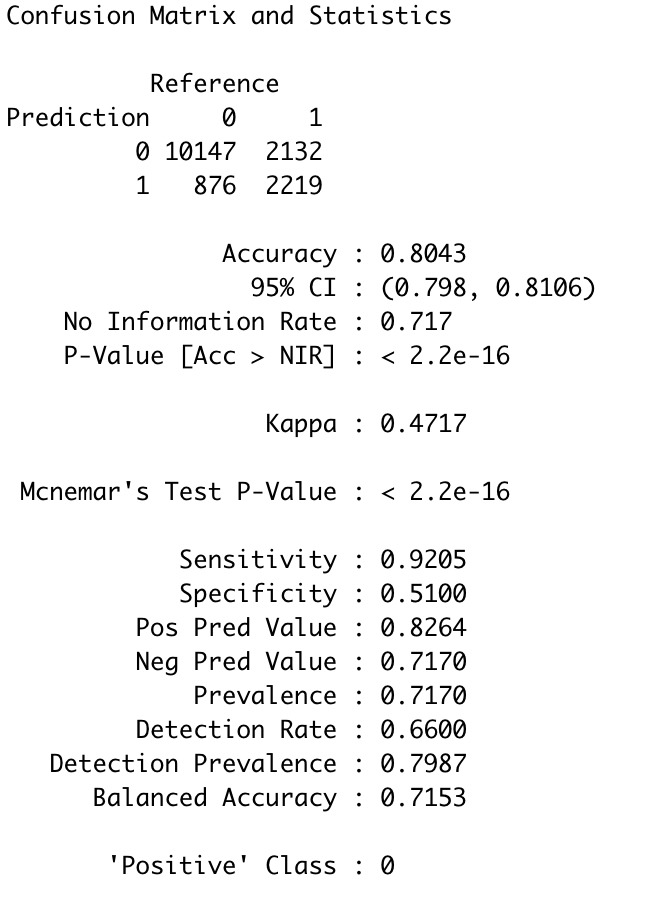 Confusion Matrix and Statistics
Reference
Prediction 0 1
0 10147 2132
1 876 2219
Accuracy : 0.8043
95% CI : (0.798, 0.8106)
No Information Rate : 0.717
P-Value [Acc > NIR] : < 2.2e-16
Kappa : 0.4717
Mcnemar's Test P-Value : < 2.2e-16
Sensitivity : 0.9205
Specificity : 0.5100
Pos Pred Value : 0.8264
Neg Pred Value : 0.7170
Prevalence : 0.7170
Detection Rate : 0.6600
Detection Prevalence : 0.7987
Balanced Accuracy : 0.7153
'Positive' Class : 0